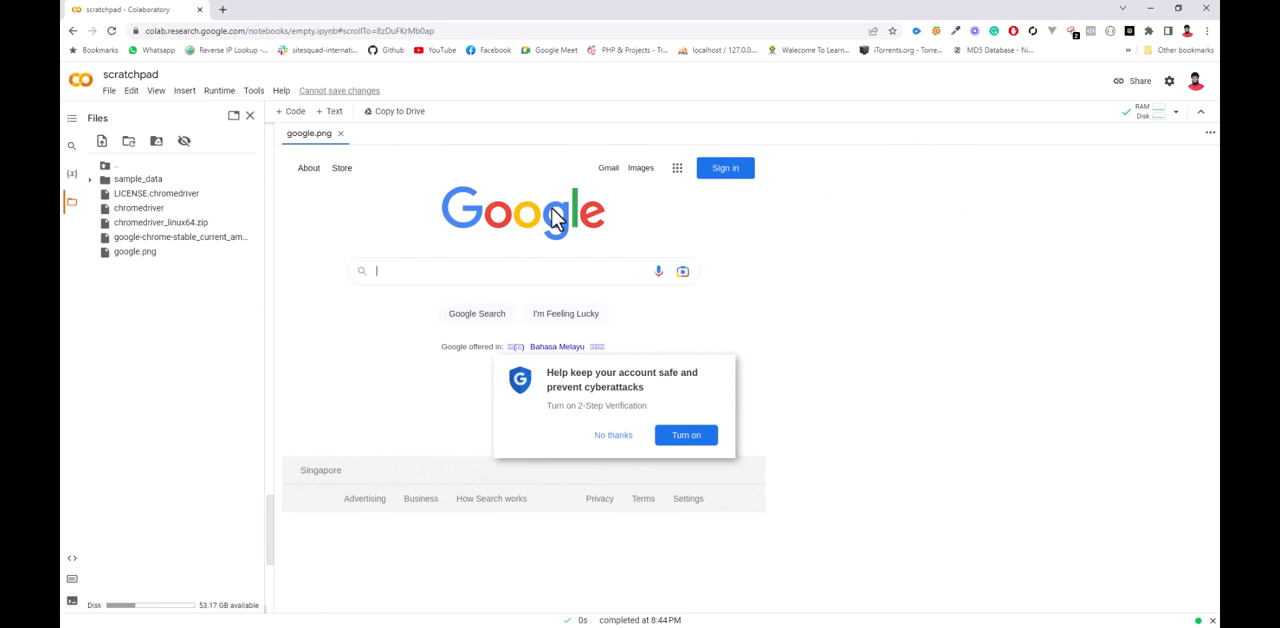 scratchpad - Colaboratory
colab.research.google.com/notebooks/empty.ipynb#scrollTo=8zDuFKrMb0ap
Bookmarks Whatsapp Reverse IP Lookup -... sitesquad-internati... Github YouTube Facebook Google Meet PHP & Projects - Tr... localhost / 127.0.0.... Walcome To Learn... iTorrents.org - Torre... MD5 Database - Ni... » Other bookmarks
scratchpad
File Edit View Insert Runtime Tools Help Cannot save changes
Share
Files
+ Code + Text Copy to Drive
RAM
Disk
google.png
..
sample_data
LICENSE.chromedriver
chromedriver
chromedriver_linux64.zip
google-chrome-stable_current_am...
google.png
{x}
About Store Gmail Images Sign in
Google
Google Search I'm Feeling Lucky
Google offered in: Bahasa Melayu
Help keep your account safe and
prevent cyberattacks
Turn on 2-Step Verification
No thanks Turn on
Singapore
Advertising Business How Search works Privacy Terms Settings
Disk 53.17 GB available
0s completed at 8:44PM